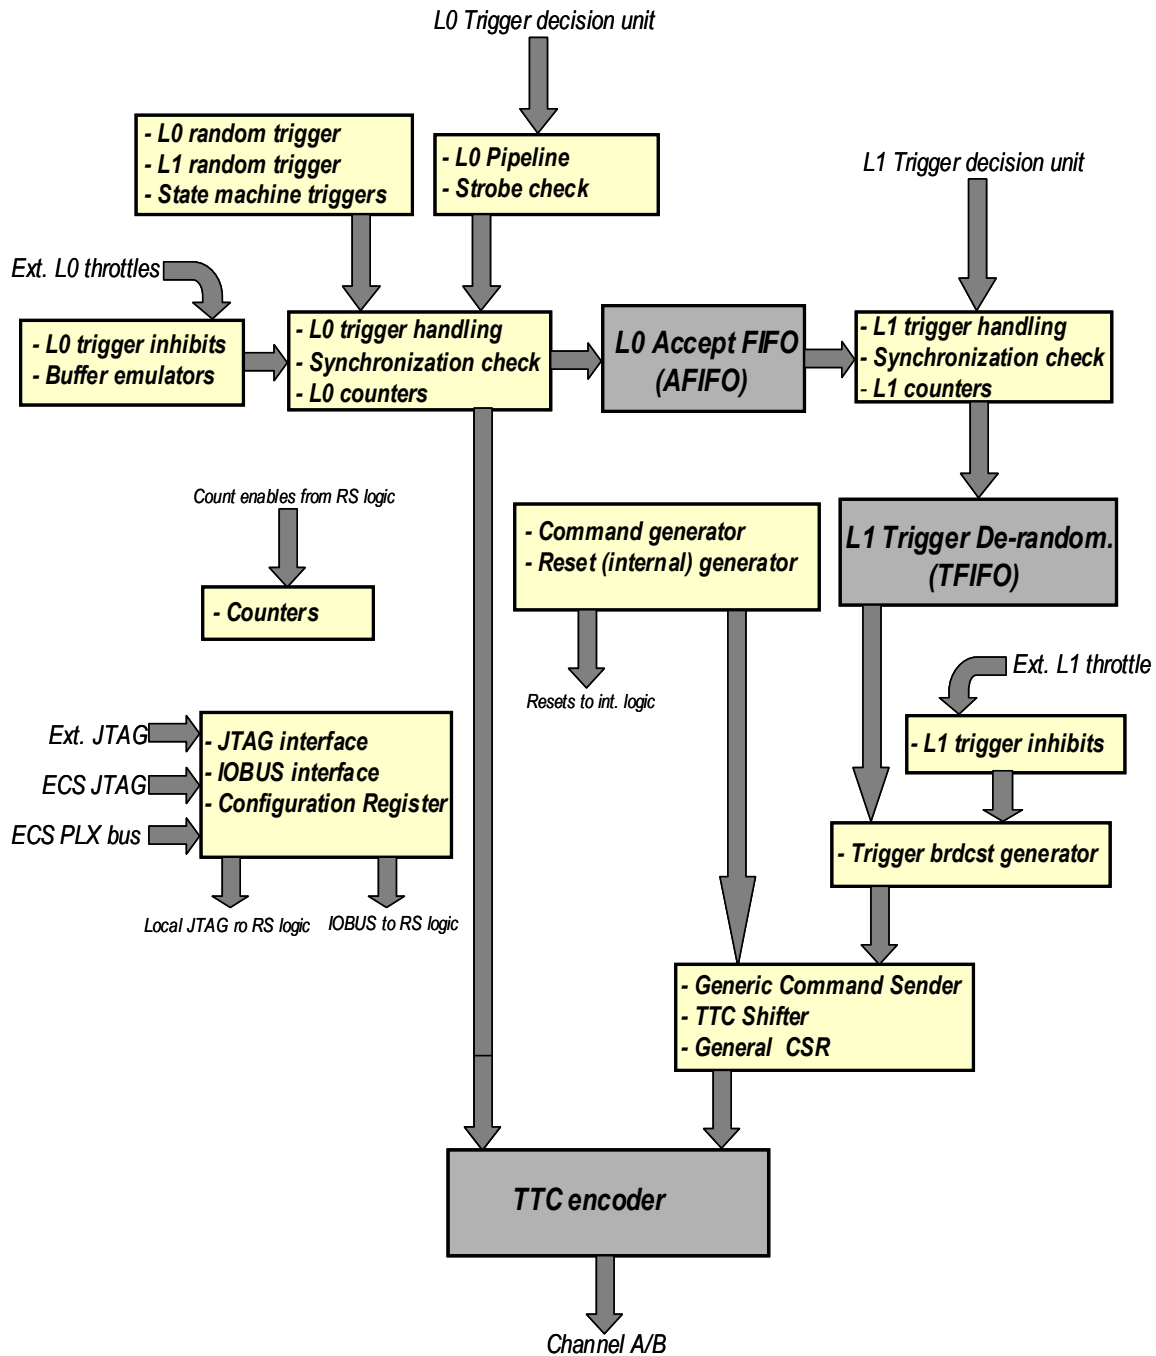 L0 Trigger decision unit
- L0 random trigger
- L1 random trigger
- State machine triggers
- L0 Pipeline
- Strobe check
L1 Trigger decision unit
Ext. L0 throttles
- L0 trigger inhibits
- Buffer emulators
- L0 trigger handling
- Synchronization check
- L0 counters
L0 Accept FIFO
(AFIFO)
- L1 trigger handling
- Synchronization check
- L1 counters
Count enables from RS logic
- Counters
- Command generator
- Reset (internal) generator
Resets to int. logic
L1 Trigger De-random.
(TFIFO)
Ext. L1 throttle
- L1 trigger inhibits
- Trigger brdcst generator
Ext. JTAG
ECS JTAG
ECS PLX bus
- JTAG interface
- IOBUS interface
- Configuration Register
Local JTAG ro RS logic
IOBUS to RS logic
- Generic Command Sender
- TTC Shifter
- General CSR
TTC encoder
Channel A/B